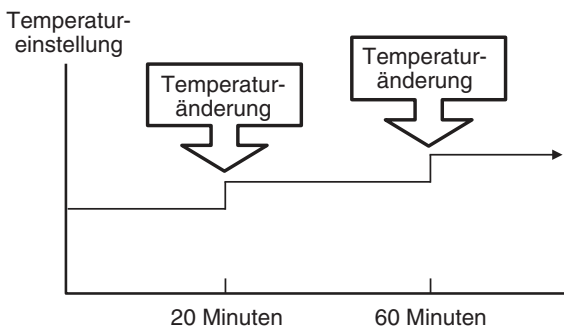 Temperatur-
einstellung
Temperatur-
änderung
Temperatur-
änderung
20 Minuten
60 Minuten